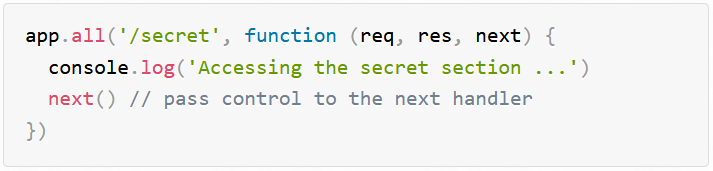 app.all('/secret', function (req, res, next) {
  console.log('Accessing the secret section ...')
  next() // pass control to the next handler
})